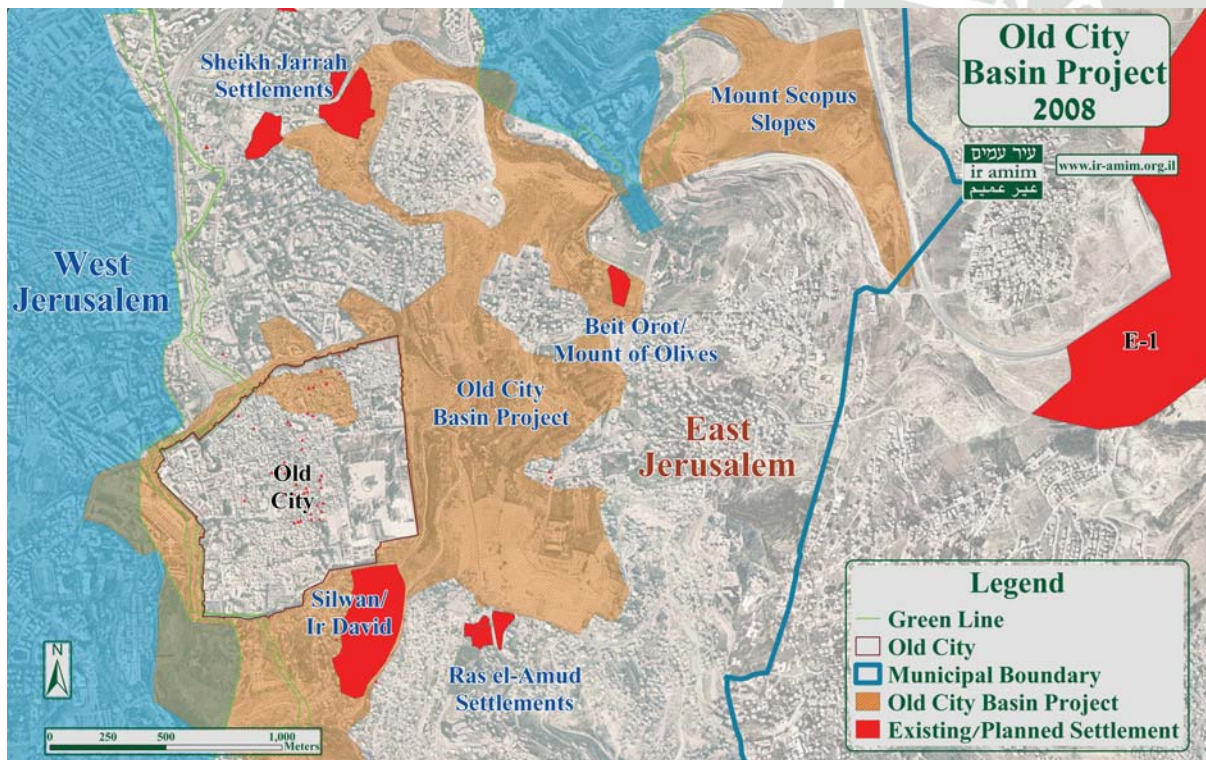 Old City
Basin Project
2008
עיר עמים
ir amim
عير عميم
www.ir-amim.org.il
Sheikh Jarrah
Settlements
Mount Scopus
Slopes
West
Jerusalem
E-1
Beit Orot/
Mount of Olives
Old City
Basin Project
East
Jerusalem
Old
City
Silwan/
Ir David
Ras el-Amud
Settlements
N
0 250 500 1,000
Meters
Legend
Green Line
Old City
Municipal Boundary
Old City Basin Project
Existing/Planned Settlement